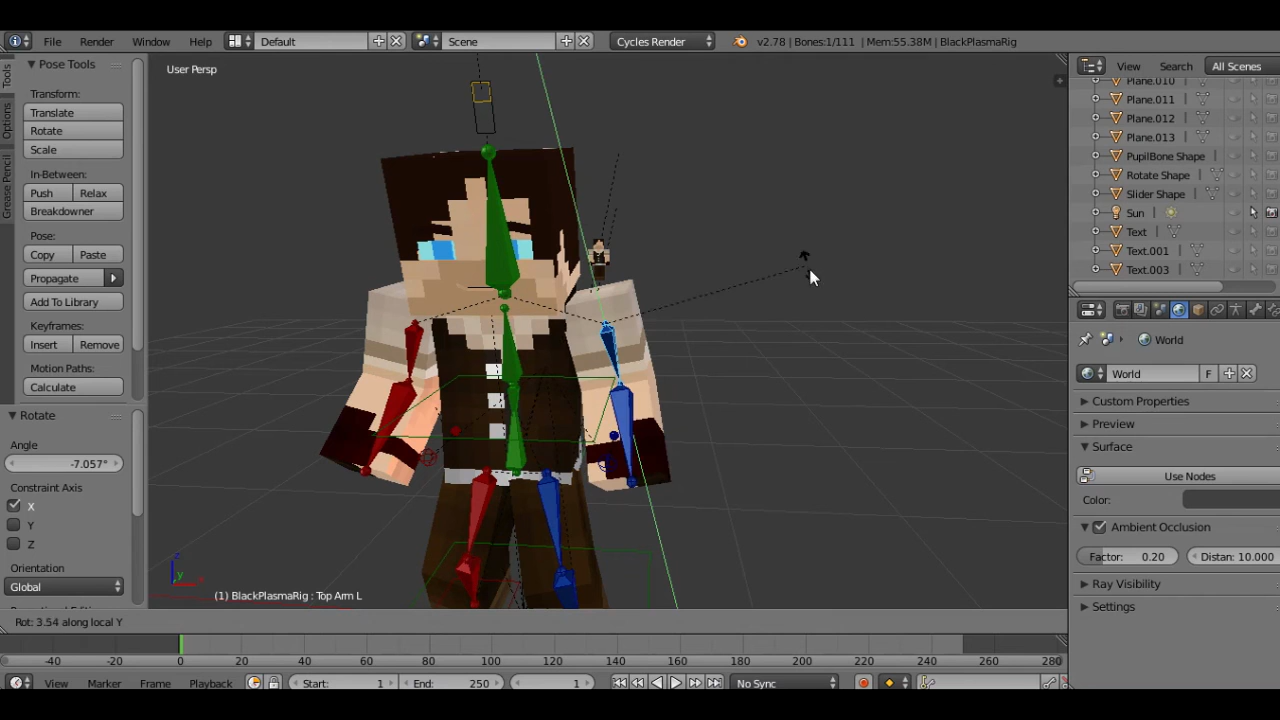 File Render Window Help Default Scene Cycles Render v2.78 | Bones:1/111 | Mem:55.38M | BlackPlasmaRig
Tools
Options
Grease Pencil
Pose Tools
Transform:
Translate
Rotate
Scale
In-Between:
Push Relax
Breakdowner
Pose:
Copy Paste
Propagate
Add To Library
Keyframes:
Insert Remove
Motion Paths:
Calculate
Rotate
Angle
-7.057°
Constraint Axis
X
Y
Z
Orientation
Global
User Persp
z
y
x
(1) BlackPlasmaRig : Top Arm L
Rot: 3.54 along local Y
View Search All Scenes
Plane.010
Plane.011
Plane.012
Plane.013
PupilBone Shape
Rotate Shape
Slider Shape
Sun
Text
Text.001
Text.003
World
World F
Custom Properties
Preview
Surface
Use Nodes
Color:
Ambient Occlusion
Factor: 0.20 Distan: 10.000
Ray Visibility
Settings
-40 -20 0 20 40 60 80 100 120 140 160 180 200 220 240 260 280
View Marker Frame Playback Start: 1 End: 250 1 No Sync